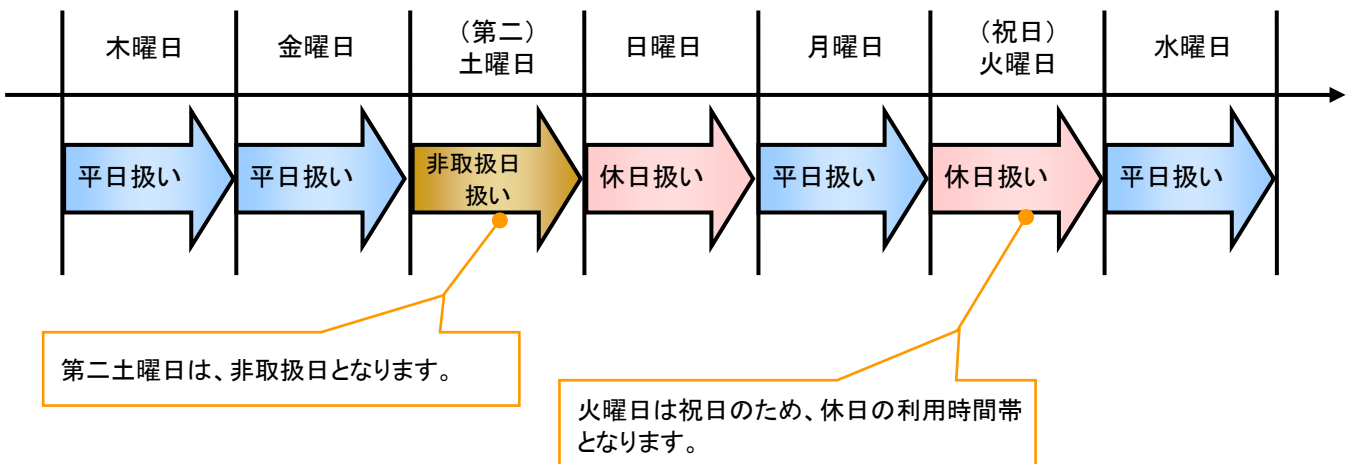 木曜日
金曜日
（第二）
土曜日
日曜日
月曜日
（祝日）
火曜日
水曜日
平日扱い
平日扱い
非取扱日
扱い
休日扱い
平日扱い
休日扱い
平日扱い
第二土曜日は、非取扱日となります。
火曜日は祝日のため、休日の利用時間帯
となります。